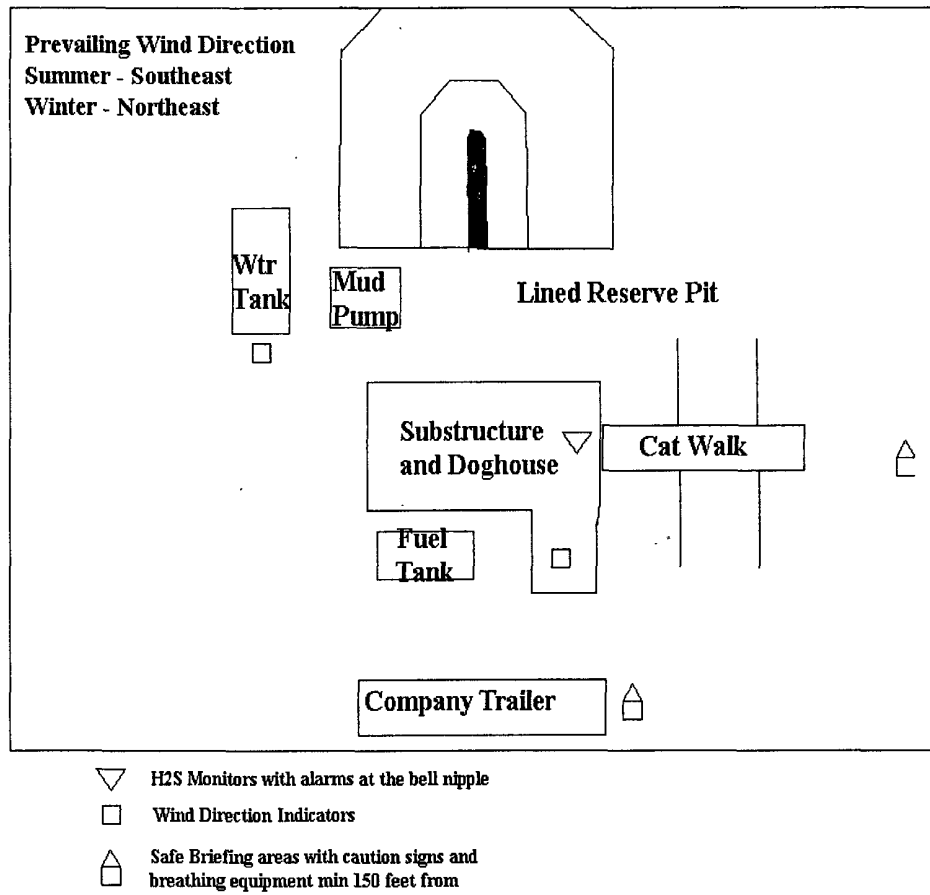 Prevailing Wind Direction
Summer - Southeast
Winter - Northeast
Wtr
Tank
Mud
Pump
Lined Reserve Pit
Substructure
and Doghouse
Cat Walk
Fuel
Tank
Company Trailer
H2S Monitors with alarms at the bell nipple
Wind Direction Indicators
Safe Briefing areas with caution signs and
breathing equipment min 150 feet from